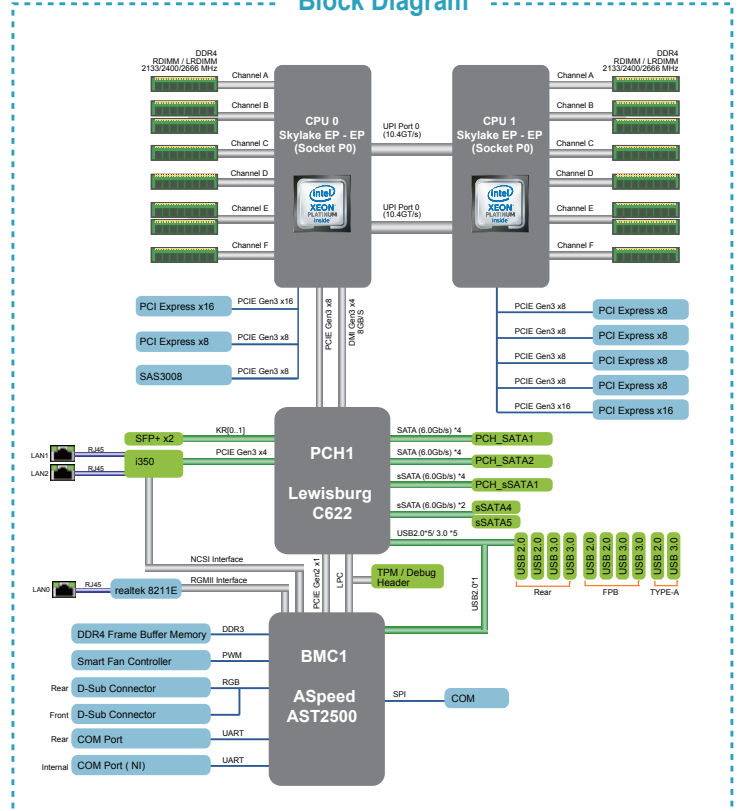 Block Diagram
DDR4
RDIMM / LRDIMM
2133/2400/2666 MHz
DDR4
RDIMM / LRDIMM
2133/2400/2666 MHz
Channel A
Channel B
Channel C
Channel D
Channel E
Channel F
CPU 0
Skylake EP - EP
(Socket P0)
intel
XEON
PLATINUM
inside
UPI Port 0
(10.4GT/s)
UPI Port 0
(10.4GT/s)
CPU 1
Skylake EP - EP
(Socket P0)
intel
XEON
PLATINUM
inside
Channel A
Channel B
Channel C
Channel D
Channel E
Channel F
PCI Express x16
PCIE Gen3 x16
PCI Express x8
PCIE Gen3 x8
SAS3008
PCIE Gen3 x8
PCIE Gen3 x8
DMI Gen3 x4
8GB/S
PCIE Gen3 x8
PCI Express x8
PCIE Gen3 x8
PCI Express x8
PCIE Gen3 x8
PCI Express x8
PCIE Gen3 x8
PCI Express x8
PCIE Gen3 x16
PCI Express x16
SFP+ x2
KR[0..1]
LAN1
RJ45
LAN2
RJ45
i350
PCIE Gen3 x4
PCH1
Lewisburg
C622
SATA (6.0Gb/s) *4
PCH_SATA1
SATA (6.0Gb/s) *4
PCH_SATA2
sSATA (6.0Gb/s) *4
PCH_sSATA1
sSATA (6.0Gb/s) *2
sSATA4
sSATA5
USB2.0*5/ 3.0 *5
USB 2.0
USB 2.0
USB 3.0
USB 3.0
USB 2.0
USB 2.0
USB 3.0
USB 3.0
USB 2.0
USB 3.0
Rear
FPB
TYPE-A
USB2.0*1
NCSI Interface
RGMII Interface
LAN0
RJ45
realtek 8211E
PCIE Gen2 x1
LPC
TPM / Debug
Header
DDR4 Frame Buffer Memory
DDR3
Smart Fan Controller
PWM
Rear
D-Sub Connector
RGB
Front
D-Sub Connector
Rear
COM Port
UART
Internal
COM Port ( NI)
UART
BMC1
ASpeed
AST2500
SPI
COM